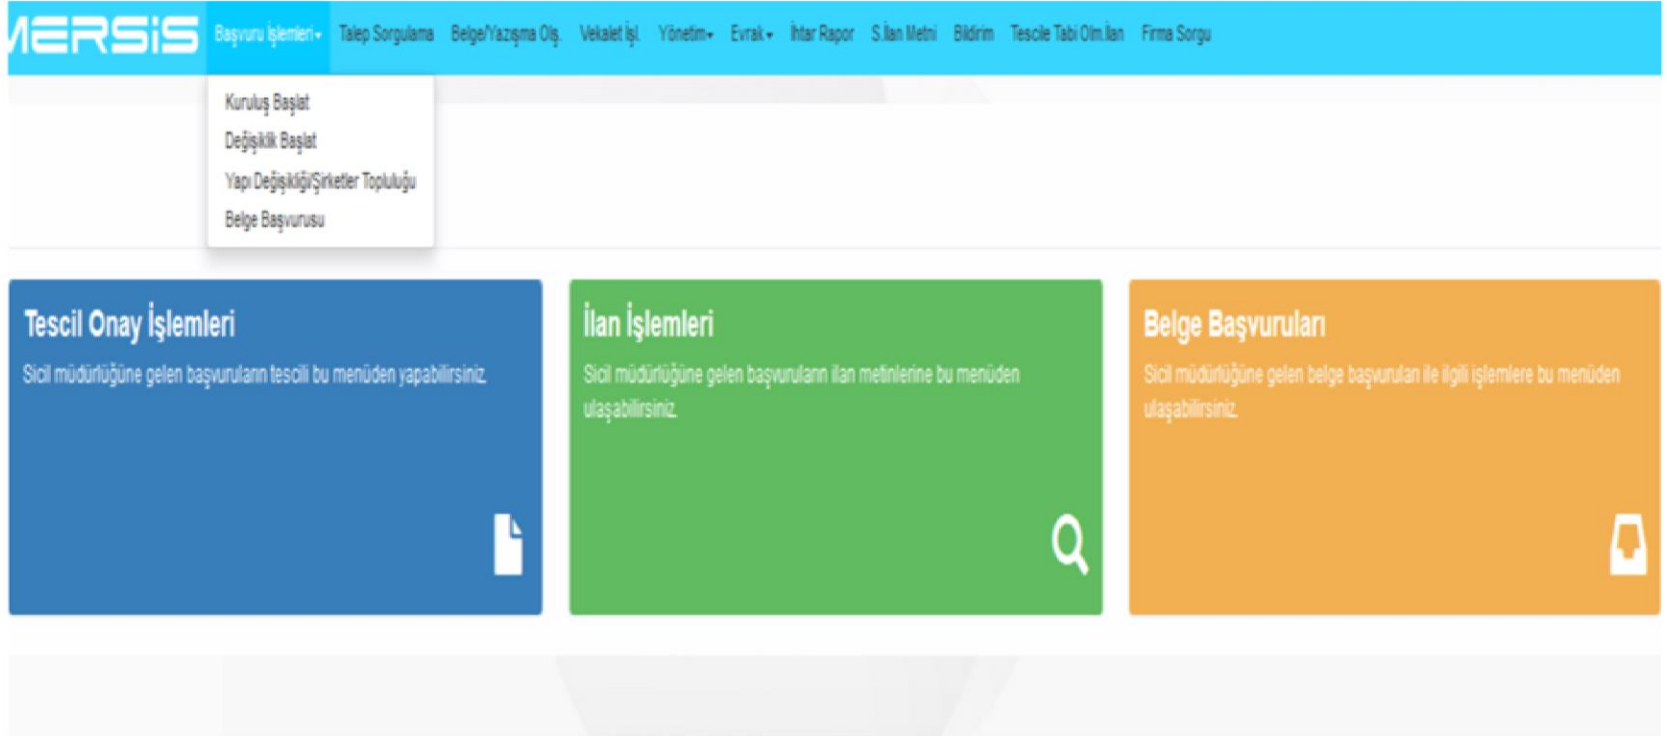 MERSiS Başvuru İşlemleri Talep Sorgulama Belge/Yazışma Olş. Vekalet İşl. Yönetim Evrak İhtar Rapor S.İlan Metni Bildirim Tescile Tabi Olm.İlan Firma Sorgu
Kuruluş Başlat
Değişiklik Başlat
Yapı Değişikliği/Şirketler Topluluğu
Belge Başvurusu
Tescil Onay İşlemleri
Sicil müdürlüğüne gelen başvuruların tescili bu menüden yapabilirsiniz.
İlan İşlemleri
Sicil müdürlüğüne gelen başvuruların ilan metinlerine bu menüden
ulaşabilirsiniz.
Belge Başvuruları
Sicil müdürlüğüne gelen belge başvuruları ile ilgili işlemlere bu menüden
ulaşabilirsiniz.